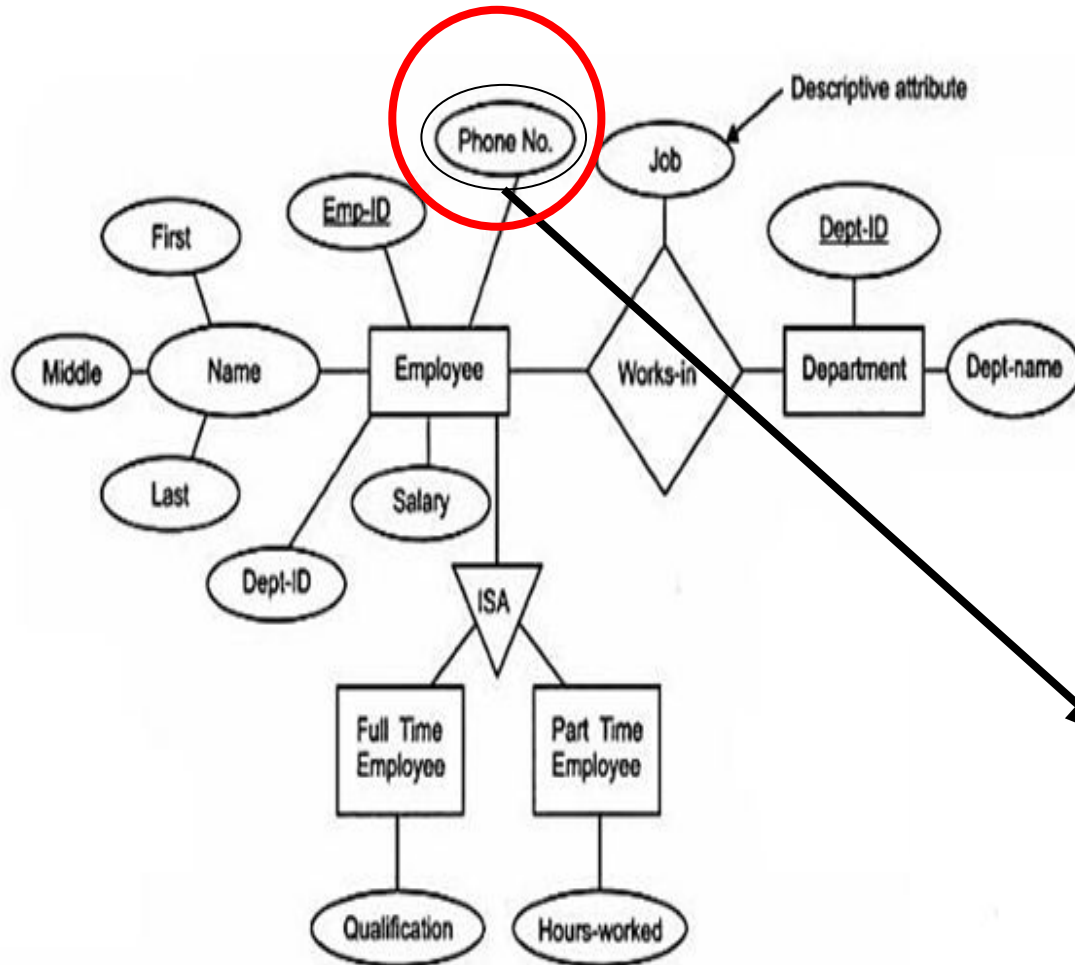 Descriptive attribute
Phone No.
Job
Emp-ID
Dept-ID
First
Middle
Name
Employee
Works-in
Department
Dept-name
Last
Salary
Dept-ID
ISA
Full Time
Employee
Part Time
Employee
Qualification
Hours-worked